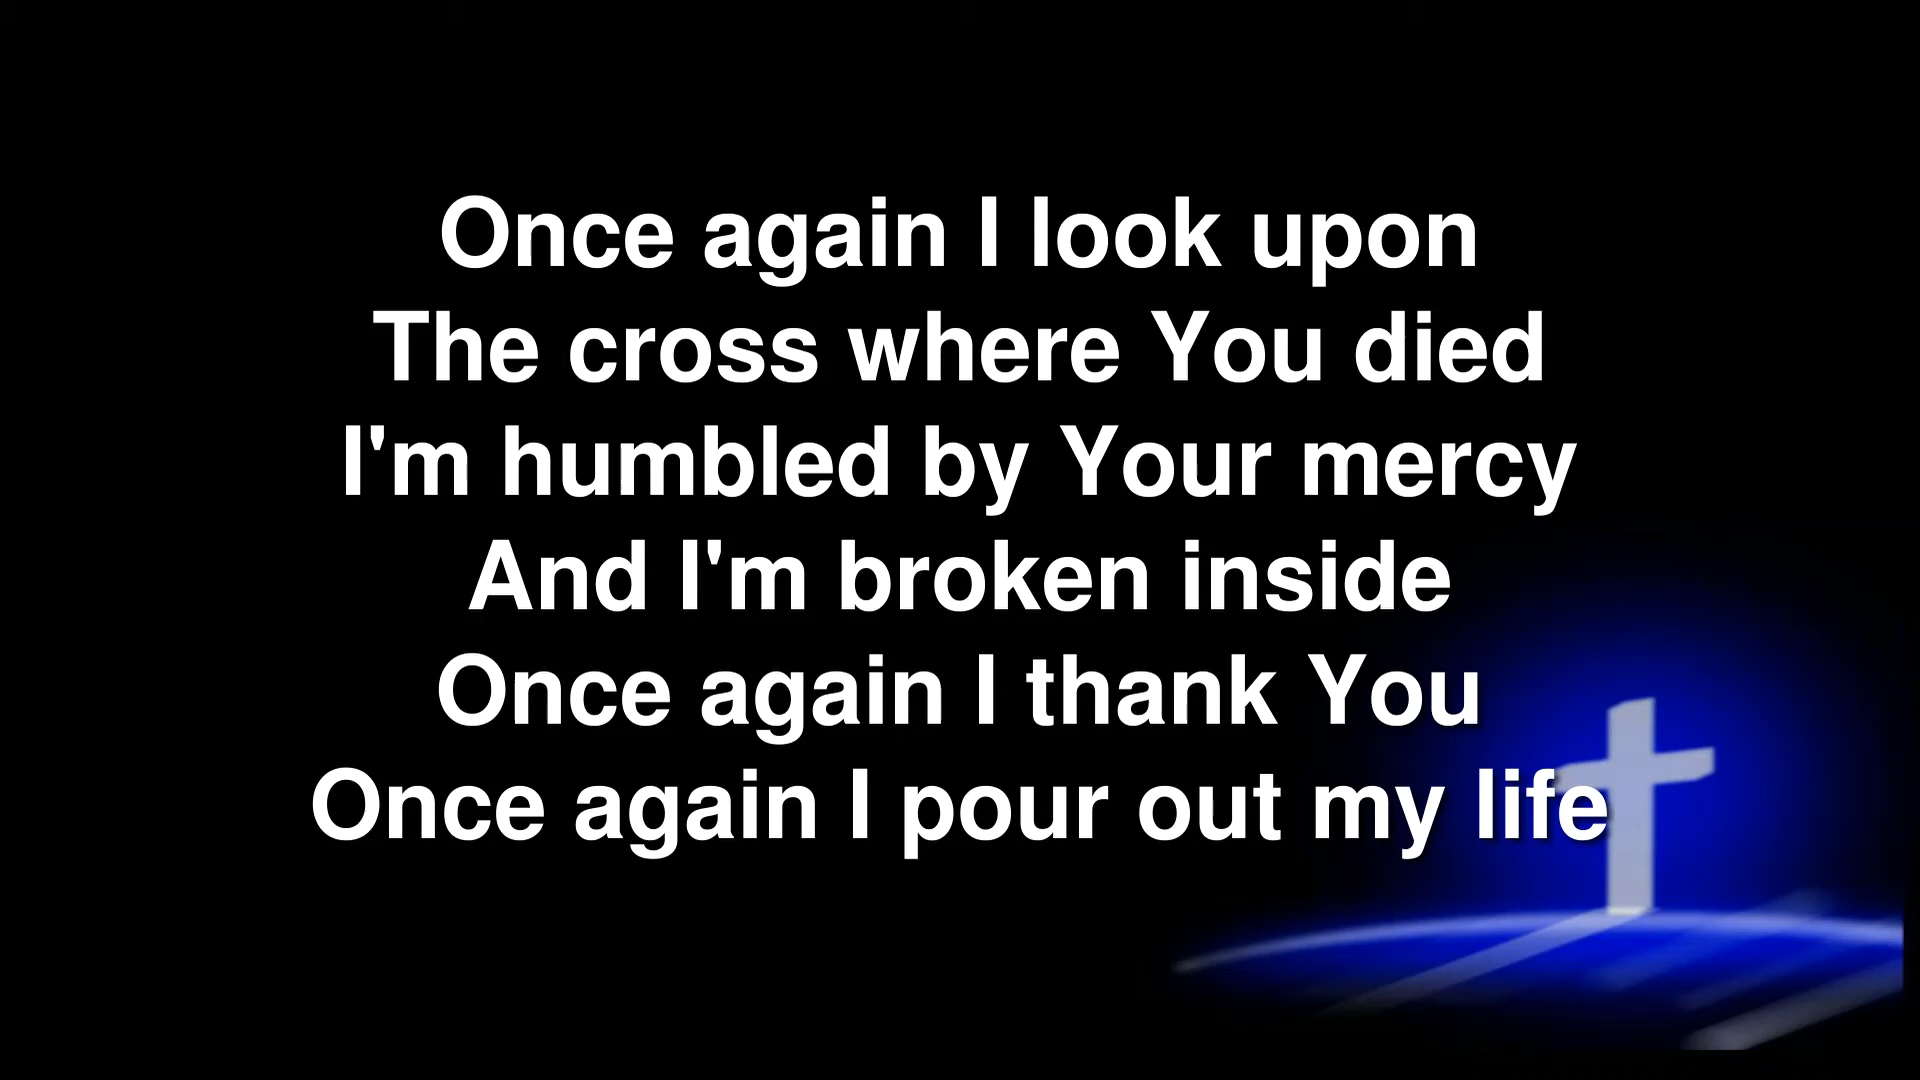 Once again I look upon
The cross where You died
I'm humbled by Your mercy
And I'm broken inside
Once again I thank You
Once again I pour out my life